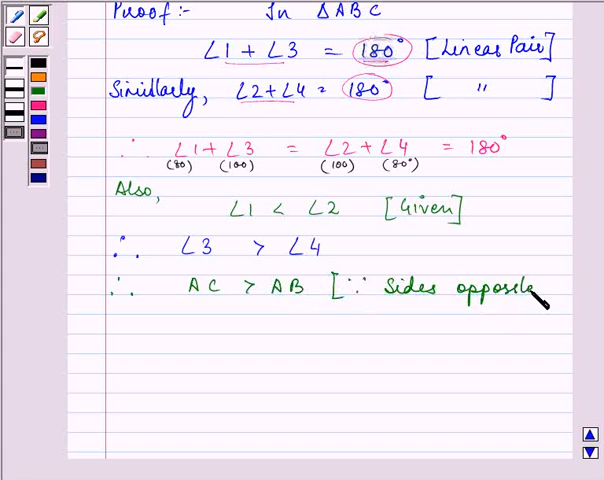 Proof :- In ΔABC
∠1 + ∠3 = 180° [Linear Pair]
Similarly, ∠2+∠4 = 180° [ " ]
∴ ∠1 + ∠3 = ∠2 + ∠4 = 180°
(80) (100) (100) (80°)
Also,
∠1 < ∠2 [Given]
∴ ∠3 > ∠4
∴ AC > AB [∵ Sides opposite